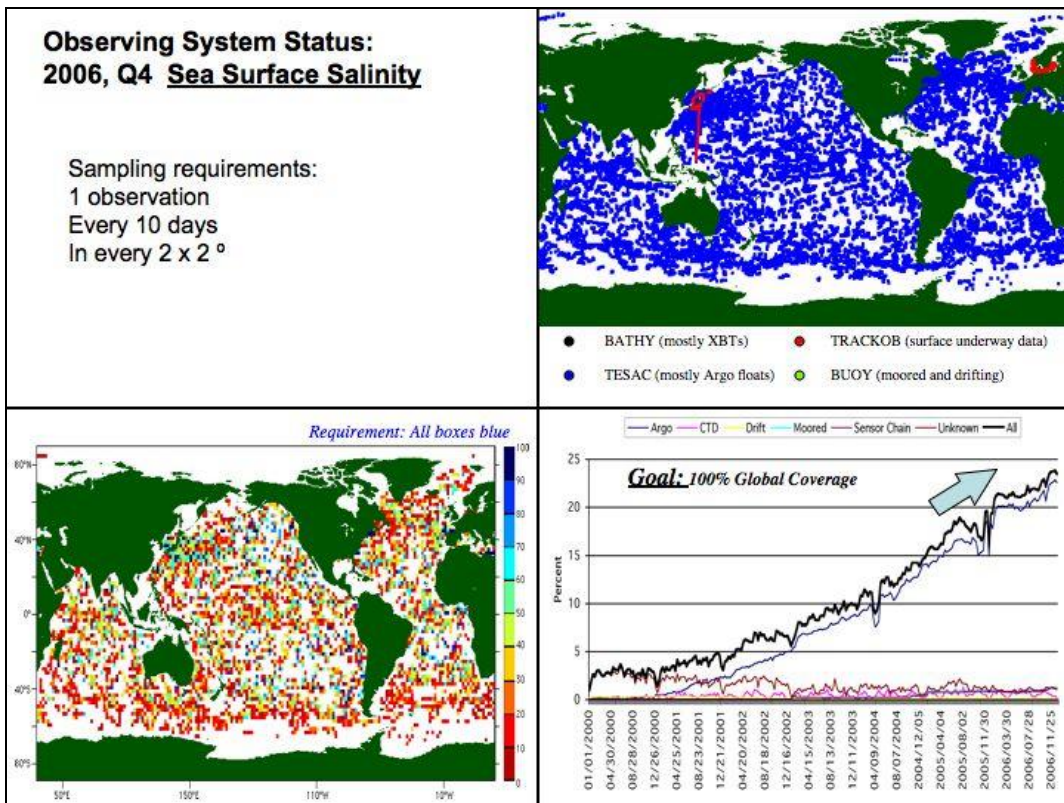 Observing System Status:
2006, Q4 Sea Surface Salinity
Sampling requirements:
1 observation
Every 10 days
In every 2 x 2 º
BATHY (mostly XBTs)
TRACKOB (surface underway data)
TESAC (mostly Argo floats)
BUOY (moored and drifting)
Requirement: All boxes blue
80°N
40°N
0°
40°S
80°S
50°E
150°E
110°W
10°W
100
90
80
70
60
50
40
30
20
10
0
Argo
CTD
Drift
Moored
Sensor Chain
Unknown
All
Goal: 100% Global Coverage
Percent
25
20
15
10
5
0
01/01/2000
04/30/2000
08/28/2000
12/26/2000
04/25/2001
08/23/2001
12/21/2001
04/20/2002
08/18/2002
12/16/2002
04/15/2003
08/13/2003
12/11/2003
04/09/2004
08/07/2004
2004/12/05
2005/04/04
2005/08/02
2005/11/30
2006/03/30
2006/07/28
2006/11/25